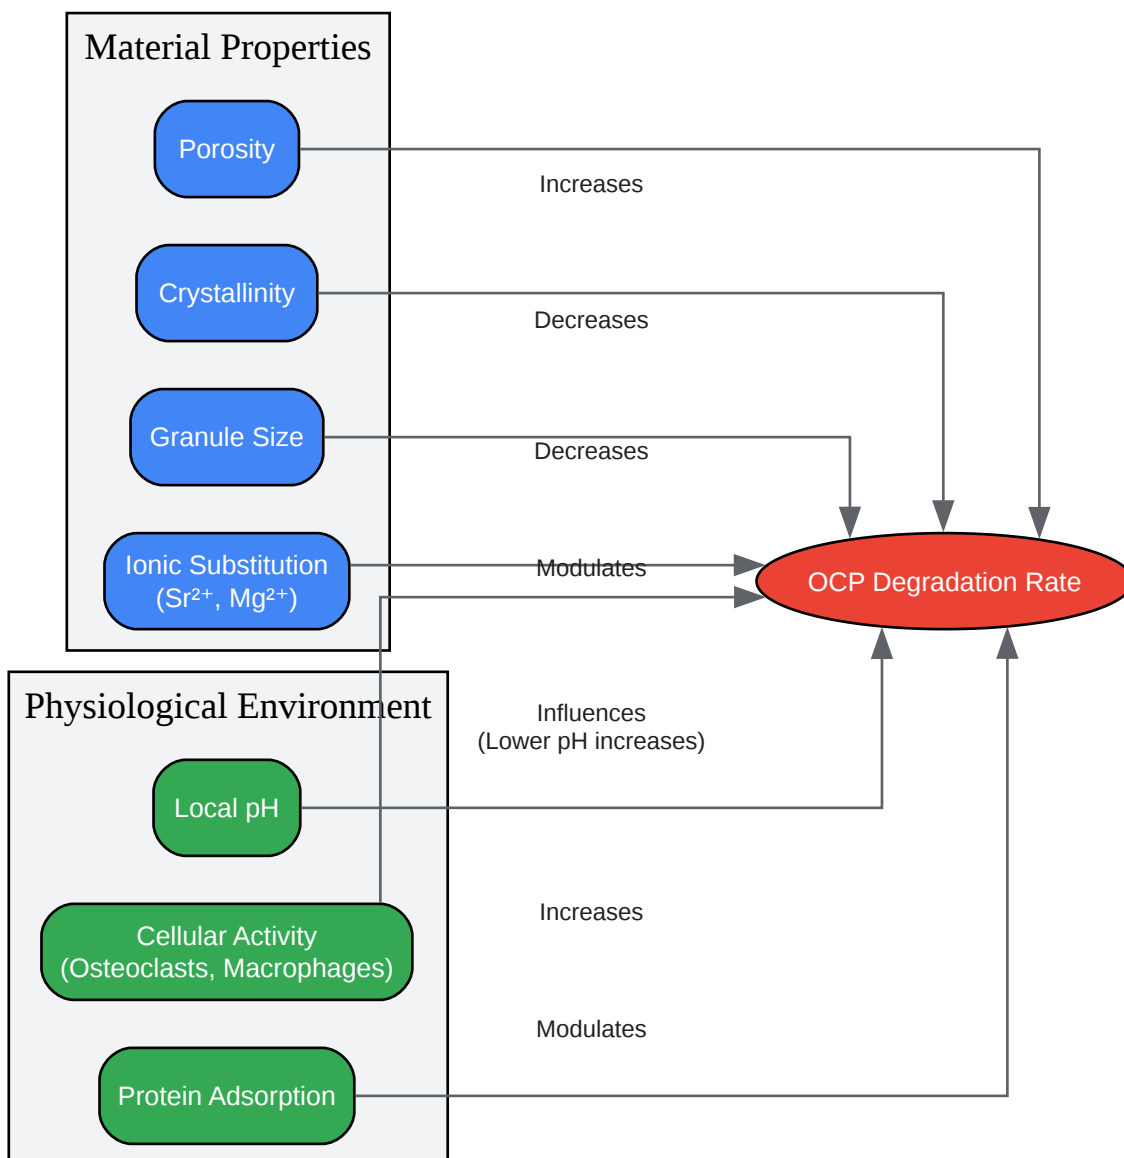 Material Properties
Porosity
Increases
Crystallinity
Decreases
Granule Size
Decreases
Ionic Substitution
(Sr²⁺, Mg²⁺)
Modulates
OCP Degradation Rate
Physiological Environment
Influences
(Lower pH increases)
Local pH
Increases
Cellular Activity
(Osteoclasts, Macrophages)
Modulates
Protein Adsorption